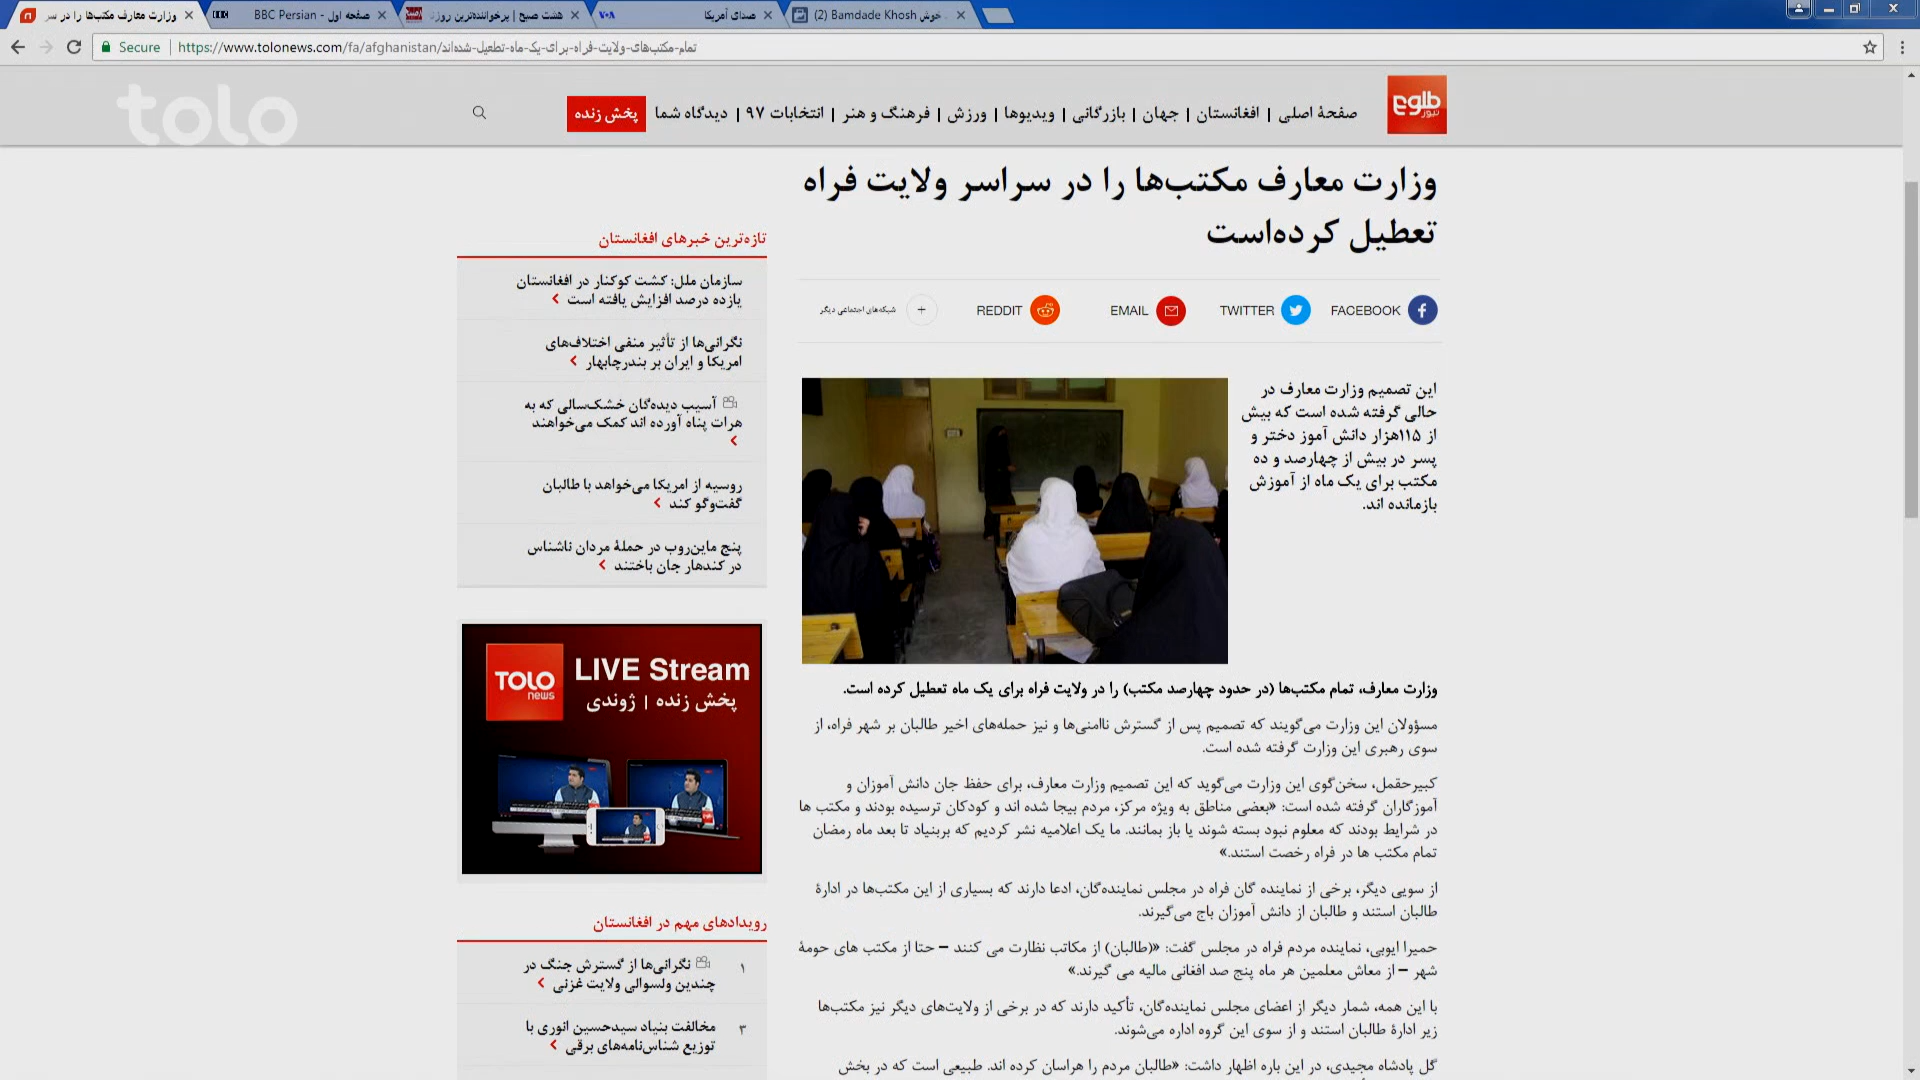 وزارت معارف مکتب‌ها را در سر
صفحه اول - BBC Persian
هشت صبح | پرخواننده‌ترین روزن
VOA صدای آمریکا
(2) Bamdade Khosh خوش
Secure | https://www.tolonews.com/fa/afghanistan/تمام-مکتب‌های-ولایت-فراه-برای-یک-ماه-تطعیل-شده‌اند
tolo
طلوع نیوز
صفحۀ اصلی | افغانستان | جهان | بازرگانی | ویدیوها | ورزش | فرهنگ و هنر | انتخابات ۹۷ | دیدگاه شما
پخش زنده
وزارت معارف مکتب‌ها را در سراسر ولایت فراه
تعطیل کرده‌است
FACEBOOK
TWITTER
EMAIL
REDDIT
+ شبکه‌های اجتماعی دیگر
این تصمیم وزارت معارف در
حالی گرفته شده است که بیش
از ۱۱۵هزار دانش آموز دختر و
پسر در بیش از چهارصد و ده
مکتب برای یک ماه از آموزش
بازمانده اند.
وزارت معارف، تمام مکتب‌ها (در حدود چهارصد مکتب) را در ولایت فراه برای یک ماه تعطیل کرده است.
مسؤولان این وزارت می‌گویند که تصمیم پس از گسترش ناامنی‌ها و نیز حمله‌های اخیر طالبان بر شهر فراه، از
سوی رهبری این وزارت گرفته شده است.
کبیرحقمل، سخن‌گوی این وزارت می‌گوید که این تصمیم وزارت معارف، برای حفظ جان دانش آموزان و
آموزگاران گرفته شده است: «بعضی مناطق به ویژه مرکز، مردم بیجا شده اند و کودکان ترسیده بودند و مکتب ها
در شرایط بودند که معلوم نبود بسته شوند یا باز بمانند. ما یک اعلامیه نشر کردیم که بربنیاد تا بعد ماه رمضان
تمام مکتب ها در فراه رخصت استند.»
از سویی دیگر، برخی از نماینده گان فراه در مجلس نماینده‌گان، ادعا دارند که بسیاری از این مکتب‌ها در ادارۀ
طالبان استند و طالبان از دانش آموزان باج می‌گیرند.
حمیرا ایوبی، نماینده مردم فراه در مجلس گفت: «(طالبان) از مکاتب نظارت می کنند – حتا از مکتب های حومۀ
شهر – از معاش معلمین هر ماه پنج صد افغانی مالیه می گیرند.»
با این همه، شمار دیگر از اعضای مجلس نماینده‌گان، تأکید دارند که در برخی از ولایت‌های دیگر نیز مکتب‌ها
زیر ادارۀ طالبان استند و از سوی این گروه اداره می‌شوند.
گل پادشاه مجیدی، در این باره اظهار داشت: «طالبان مردم را هراسان کرده اند. طبیعی است که در بخش
تازه‌ترین خبرهای افغانستان
سازمان ملل: کشت کوکنار در افغانستان
یازده درصد افزایش یافته است
نگرانی‌ها از تأثیر منفی اختلاف‌های
امریکا و ایران بر بندرچابهار
آسیب دیده‌گان خشک‌سالی که به
هرات پناه آورده اند کمک می‌خواهند
روسیه از امریکا می‌خواهد با طالبان
گفت‌وگو کند
پنج ماین‌روب در حملۀ مردان ناشناس
در کندهار جان باختند
TOLO news
LIVE Stream
پخش زنده | ژوندی
رویدادهای مهم در افغانستان
۱ نگرانی‌ها از گسترش جنگ در
چندین ولسوالی ولایت غزنی
۳ مخالفت بنیاد سیدحسین انوری با
توزیع شناس‌نامه‌های برقی